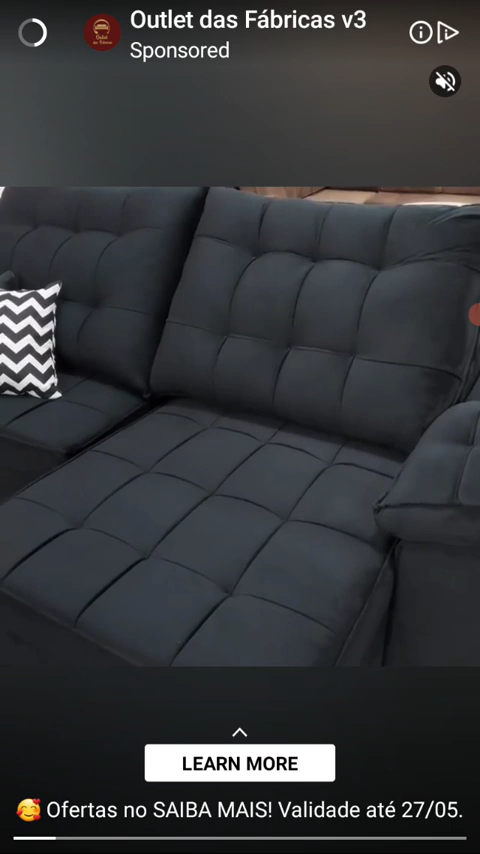 Outlet das Fábricas v3
Sponsored
LEARN MORE
🥰 Ofertas no SAIBA MAIS! Validade até 27/05.